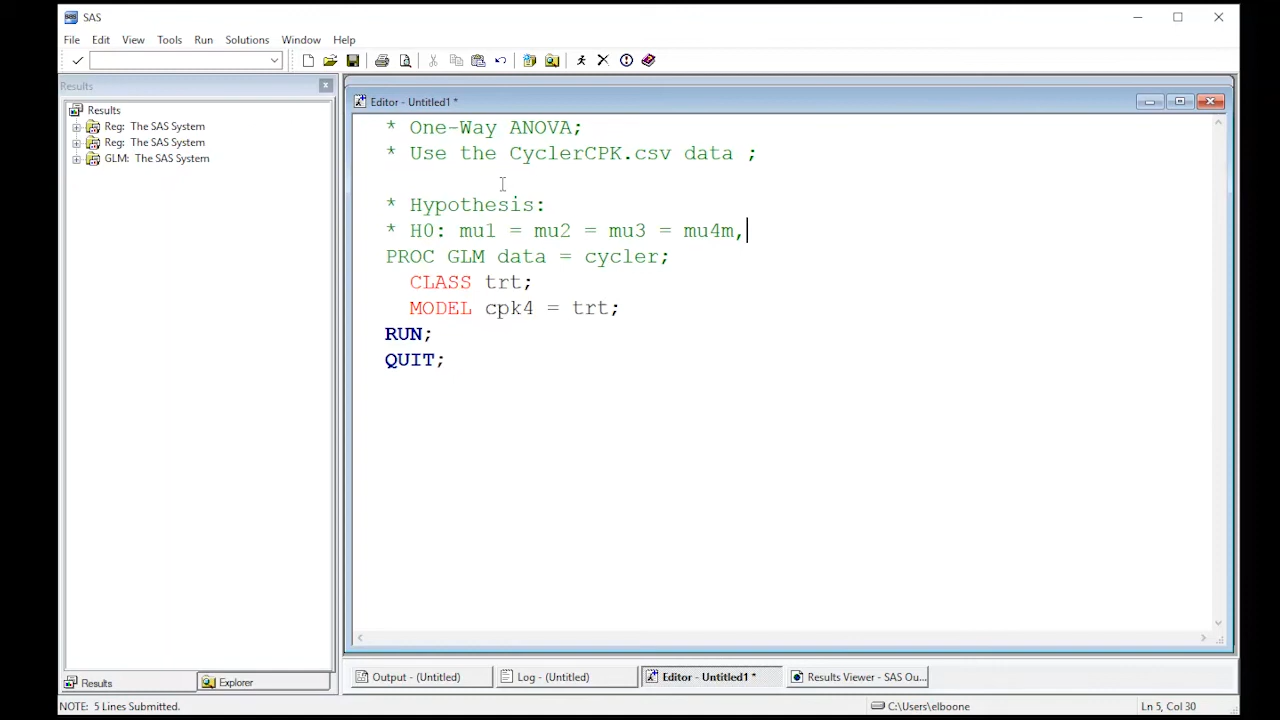 SAS
File Edit View Tools Run Solutions Window Help
Results
Results
Reg: The SAS System
Reg: The SAS System
GLM: The SAS System
Editor - Untitled1 *
* One-Way ANOVA;
* Use the CyclerCPK.csv data ;
* Hypothesis:
* H0: mu1 = mu2 = mu3 = mu4m,
PROC GLM data = cycler;
CLASS trt;
MODEL cpk4 = trt;
RUN;
QUIT;
Results
Explorer
Output - (Untitled)
Log - (Untitled)
Editor - Untitled1 *
Results Viewer - SAS Ou...
NOTE: 5 Lines Submitted.
C:\Users\elboone
Ln 5, Col 30